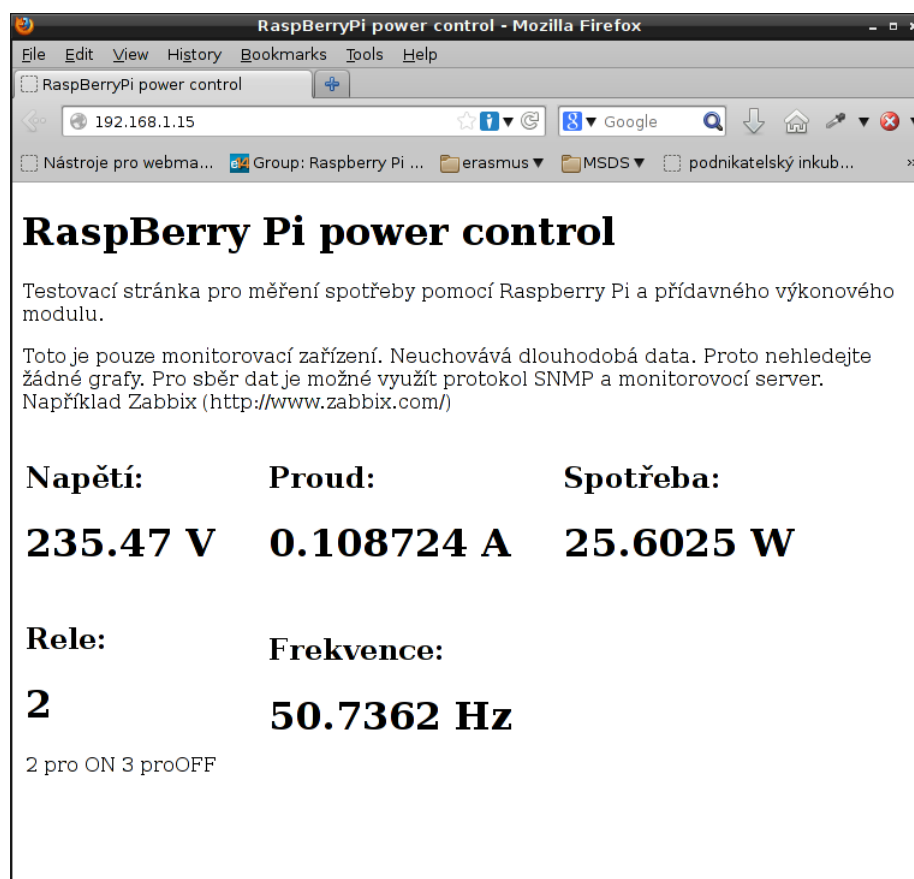 RaspBerryPi power control - Mozilla Firefox
File Edit View History Bookmarks Tools Help
RaspBerryPi power control
192.168.1.15 Google
Nástroje pro webma... e14 Group: Raspberry Pi ... erasmus MSDS podnikatelský inkub...
RaspBerry Pi power control
Testovací stránka pro měření spotřeby pomocí Raspberry Pi a přídavného výkonového
modulu.
Toto je pouze monitorovací zařízení. Neuchovává dlouhodobá data. Proto nehledejte
žádné grafy. Pro sběr dat je možné využít protokol SNMP a monitorovocí server.
Například Zabbix (http://www.zabbix.com/)
Napětí: Proud: Spotřeba:
235.47 V 0.108724 A 25.6025 W
Rele:
Frekvence:
2
50.7362 Hz
2 pro ON 3 proOFF